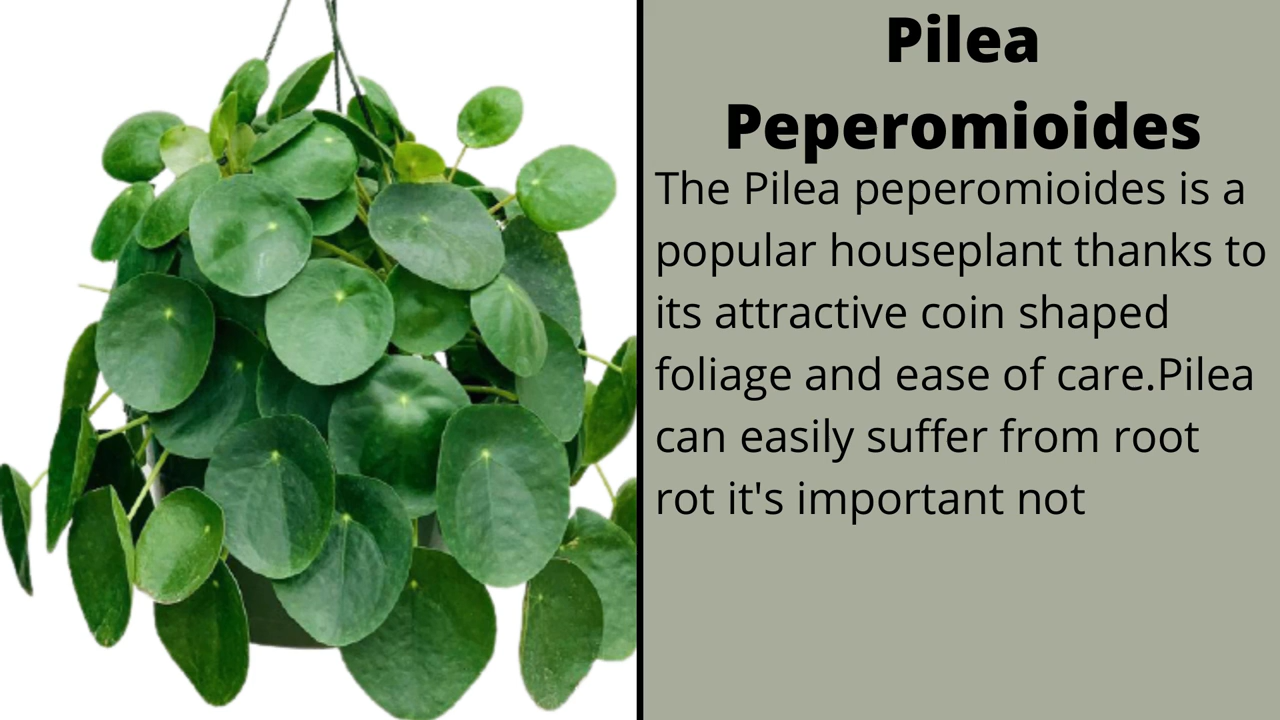 Pilea
Peperomioides
The Pilea peperomioides is a
popular houseplant thanks to
its attractive coin shaped
foliage and ease of care.Pilea
can easily suffer from root
rot it's important not